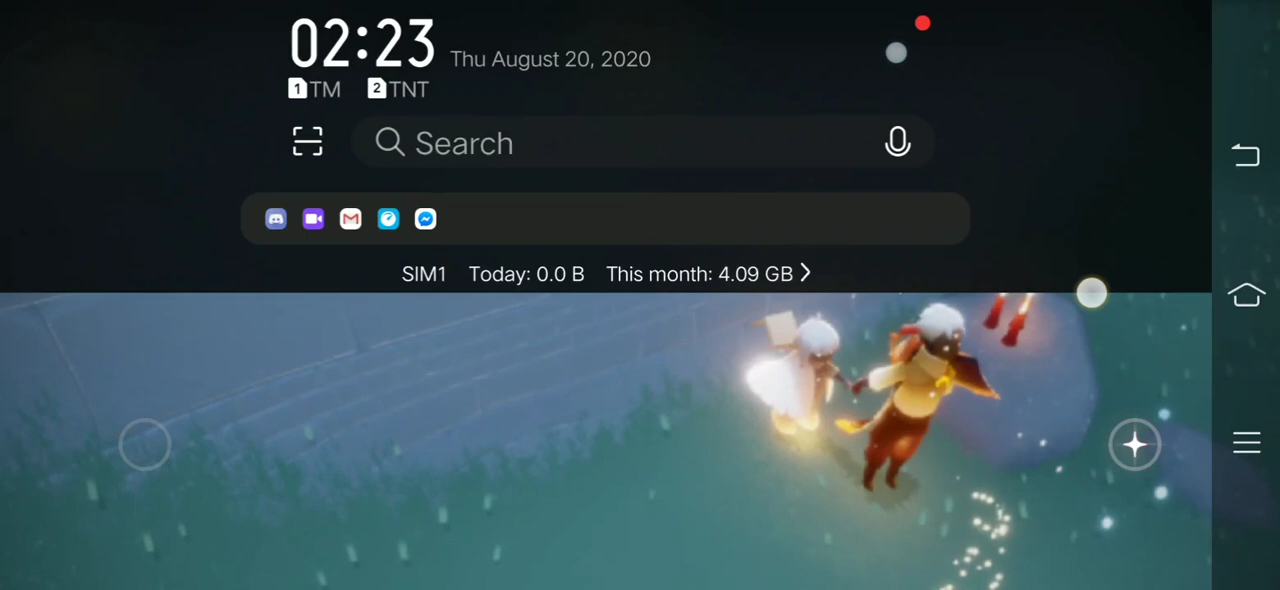 02:23 Thu August 20, 2020
1 TM 2 TNT
Search
SIM1 Today: 0.0 B This month: 4.09 GB